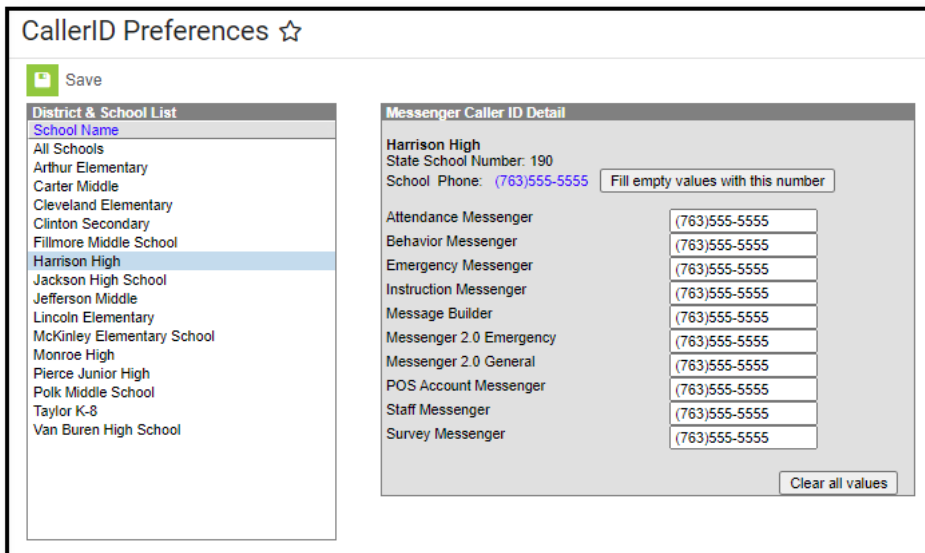 CallerID Preferences
Save
District & School List
School Name
All Schools
Arthur Elementary
Carter Middle
Cleveland Elementary
Clinton Secondary
Fillmore Middle School
Harrison High
Jackson High School
Jefferson Middle
Lincoln Elementary
McKinley Elementary School
Monroe High
Pierce Junior High
Polk Middle School
Taylor K-8
Van Buren High School
Messenger Caller ID Detail
Harrison High
State School Number: 190
School Phone: (763)555-5555 Fill empty values with this number
Attendance Messenger (763)555-5555
Behavior Messenger (763)555-5555
Emergency Messenger (763)555-5555
Instruction Messenger (763)555-5555
Message Builder (763)555-5555
Messenger 2.0 Emergency (763)555-5555
Messenger 2.0 General (763)555-5555
POS Account Messenger (763)555-5555
Staff Messenger (763)555-5555
Survey Messenger (763)555-5555
Clear all values